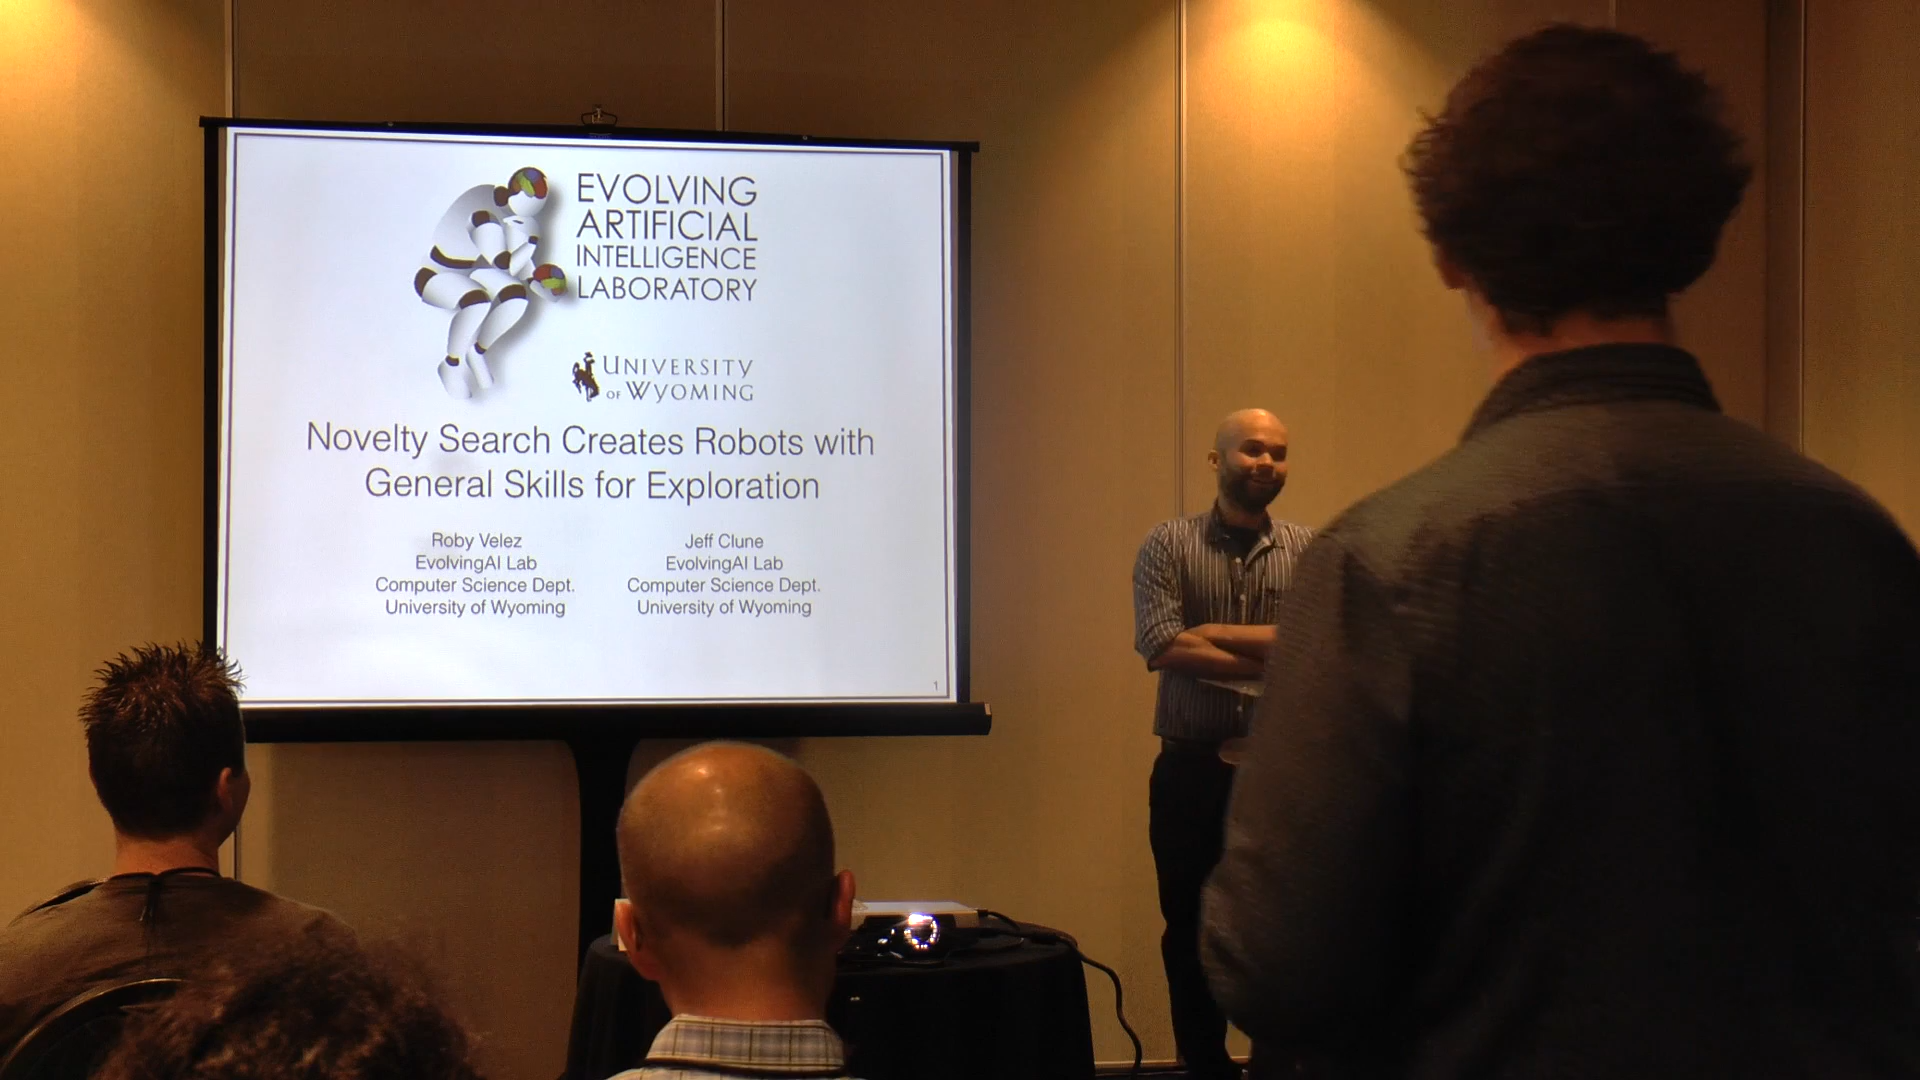 EVOLVING
ARTIFICIAL
INTELLIGENCE
LABORATORY
UNIVERSITY
OF WYOMING
Novelty Search Creates Robots with
General Skills for Exploration
Roby Velez
EvolvingAI Lab
Computer Science Dept.
University of Wyoming
Jeff Clune
EvolvingAI Lab
Computer Science Dept.
University of Wyoming
1